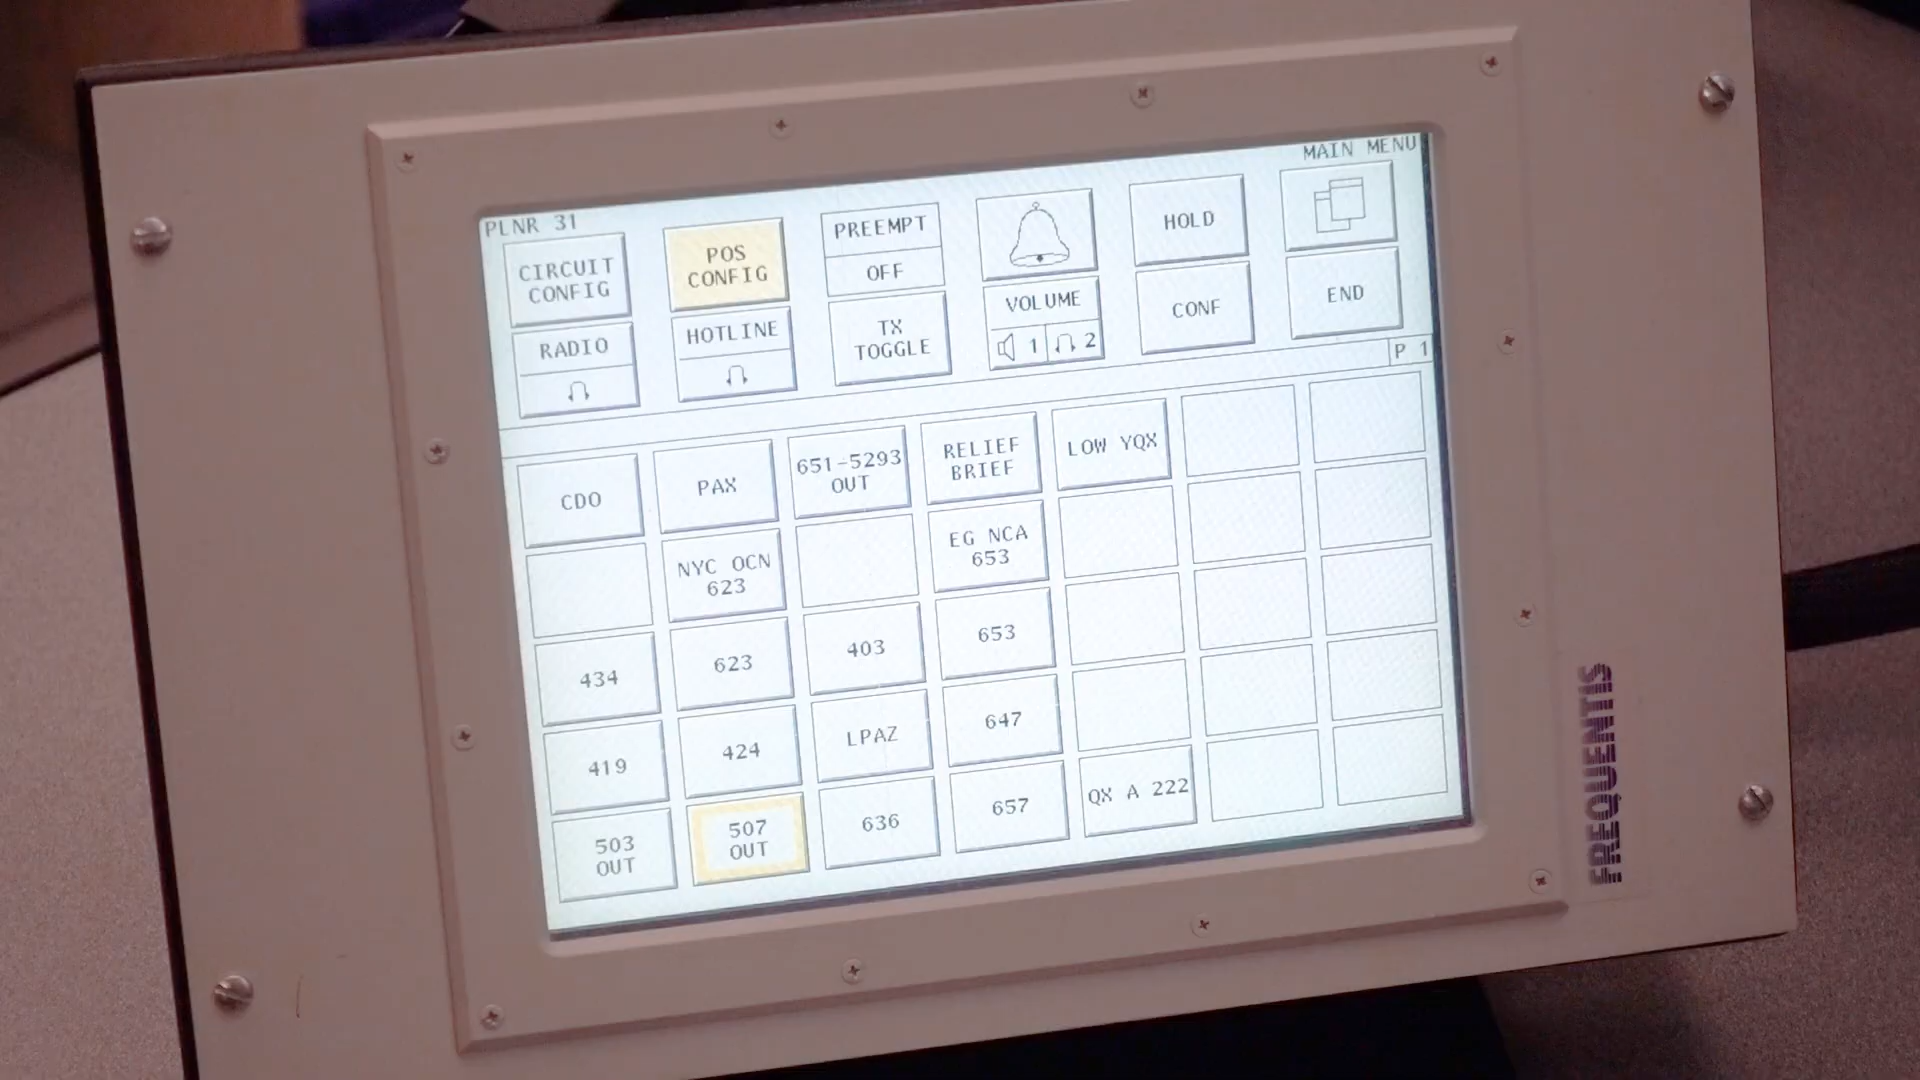 MAIN MENU
PLNR 31
CIRCUIT
CONFIG
POS
CONFIG
PREEMPT
OFF
HOLD
RADIO
HOTLINE
TX
TOGGLE
VOLUME
1
2
CONF
END
P 1
CDO
PAX
651-5293
OUT
RELIEF
BRIEF
LOW YQX
NYC OCN
623
EG NCA
653
434
623
403
653
419
424
LPAZ
647
503
OUT
507
OUT
636
657
QX A 222
FREQUENTIS